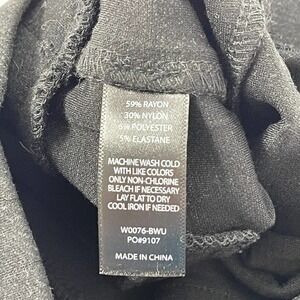 59% RAYON
30% NYLON
6% POLYESTER
5% ELASTANE
MACHINE WASH COLD
WITH LIKE COLORS
ONLY NON-CHLORINE
BLEACH IF NECESSARY
LAY FLAT TO DRY
COOL IRON IF NEEDED
W0076-BWU
PO#9107
MADE IN CHINA